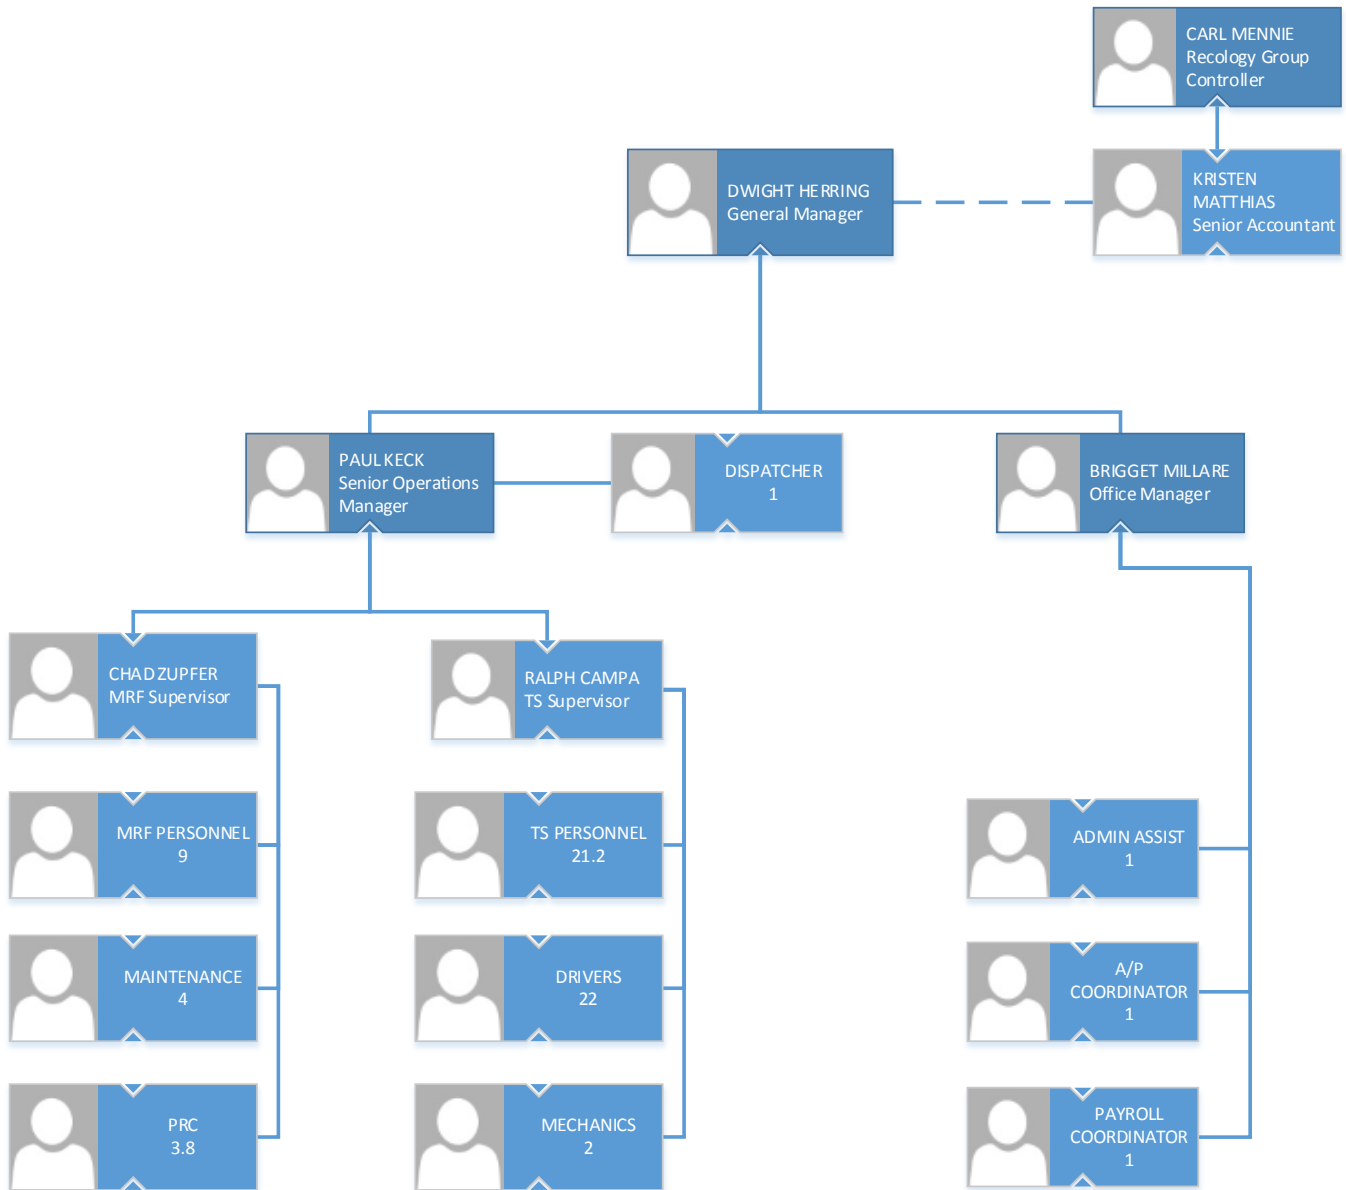 CARL MENNIE
Recology Group
Controller
KRISTEN
MATTHIAS
Senior Accountant
DWIGHT HERRING
General Manager
PAUL KECK
Senior Operations
Manager
DISPATCHER
1
BRIGGET MILLARE
Office Manager
CHAD ZUPFER
MRF Supervisor
RALPH CAMPA
TS Supervisor
MRF PERSONNEL
9
TS PERSONNEL
21.2
ADMIN ASSIST
1
MAINTENANCE
4
DRIVERS
22
A/P
COORDINATOR
1
PRC
3.8
MECHANICS
2
PAYROLL
COORDINATOR
1